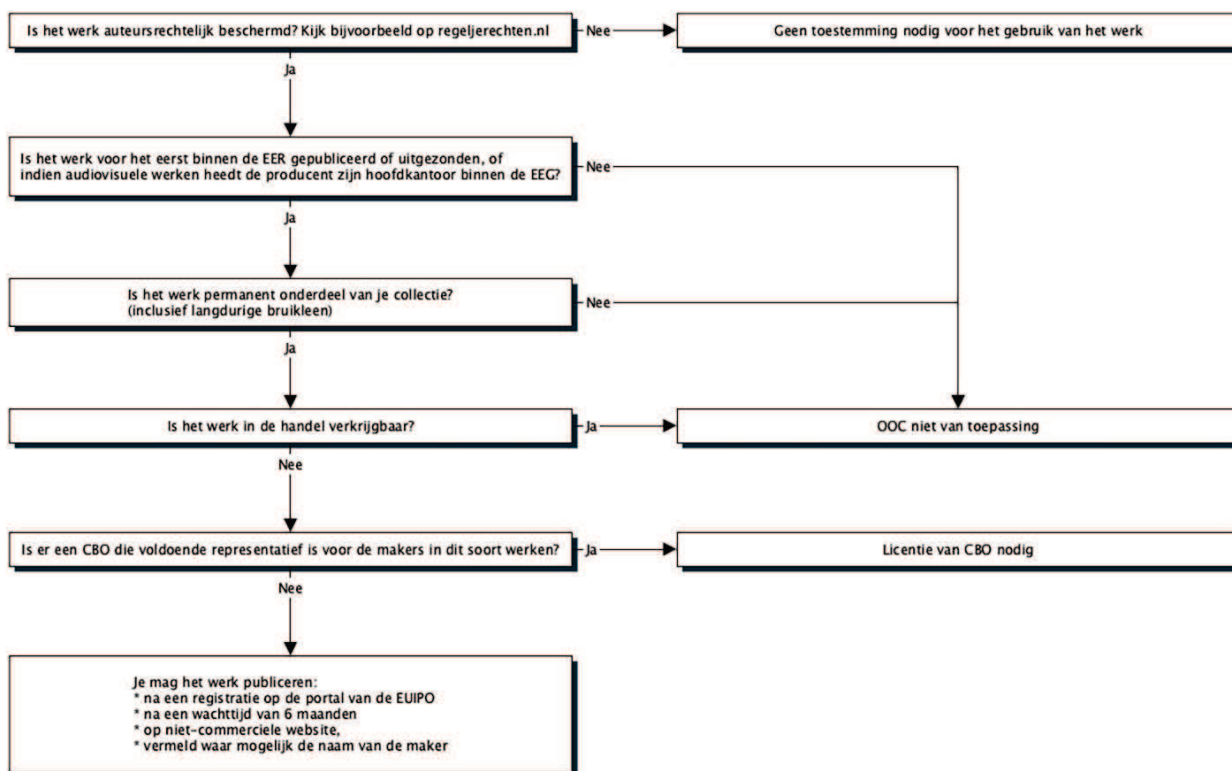 Is het werk auteursrechtelijk beschermd? Kijk bijvoorbeeld op regeljerechten.nl
Nee
Geen toestemming nodig voor het gebruik van het werk
Ja
Is het werk voor het eerst binnen de EER gepubliceerd of uitgezonden, of
indien audiovisuele werken heedt de producent zijn hoofdkantoor binnen de EEG?
Nee
Ja
Is het werk permanent onderdeel van je collectie?
(inclusief langdurige bruikleen)
Nee
Ja
Is het werk in de handel verkrijgbaar?
Ja
OOC niet van toepassing
Nee
Is er een CBO die voldoende representatief is voor de makers in dit soort werken?
Ja
Licentie van CBO nodig
Nee
Je mag het werk publiceren:
* na een registratie op de portal van de EUIPO
* na een wachttijd van 6 maanden
* op niet-commerciele website,
* vermeld waar mogelijk de naam van de maker